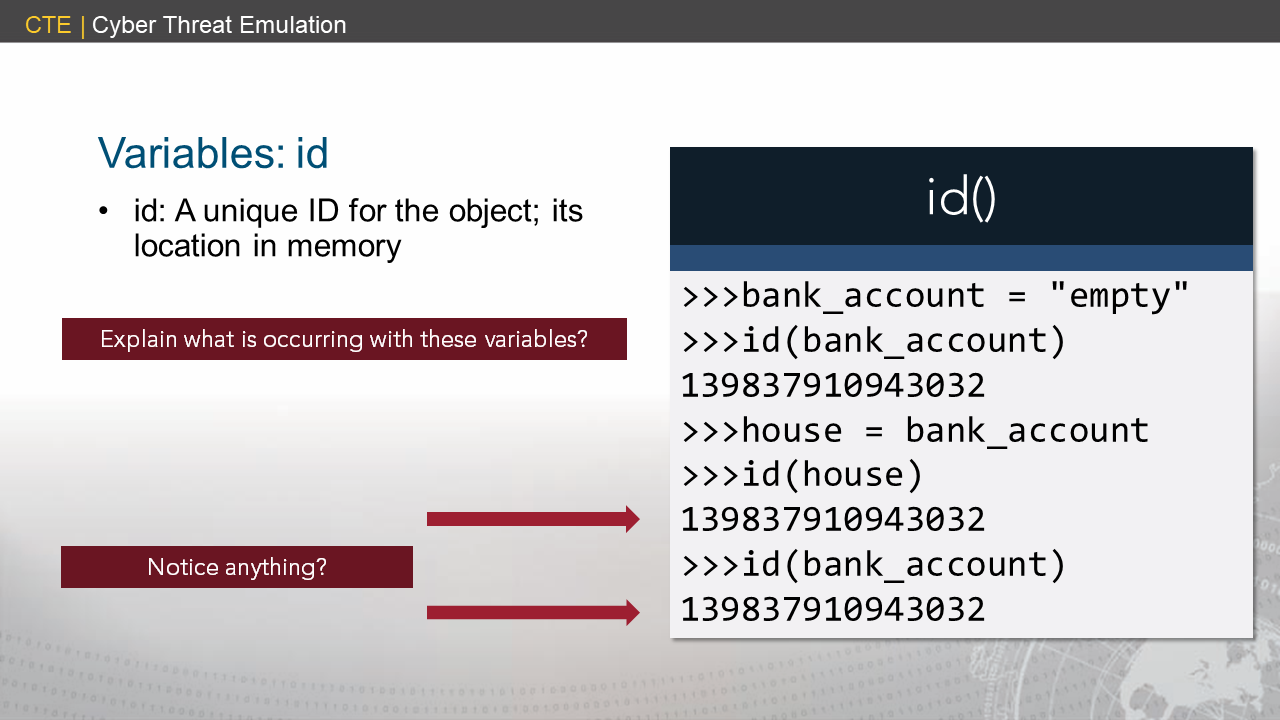 CTE | Cyber Threat Emulation
Variables: id
• id: A unique ID for the object; its
location in memory
Explain what is occurring with these variables?
Notice anything?
id()
>>>bank_account = "empty"
>>>id(bank_account)
139837910943032
>>>house = bank_account
>>>id(house)
139837910943032
>>>id(bank_account)
139837910943032